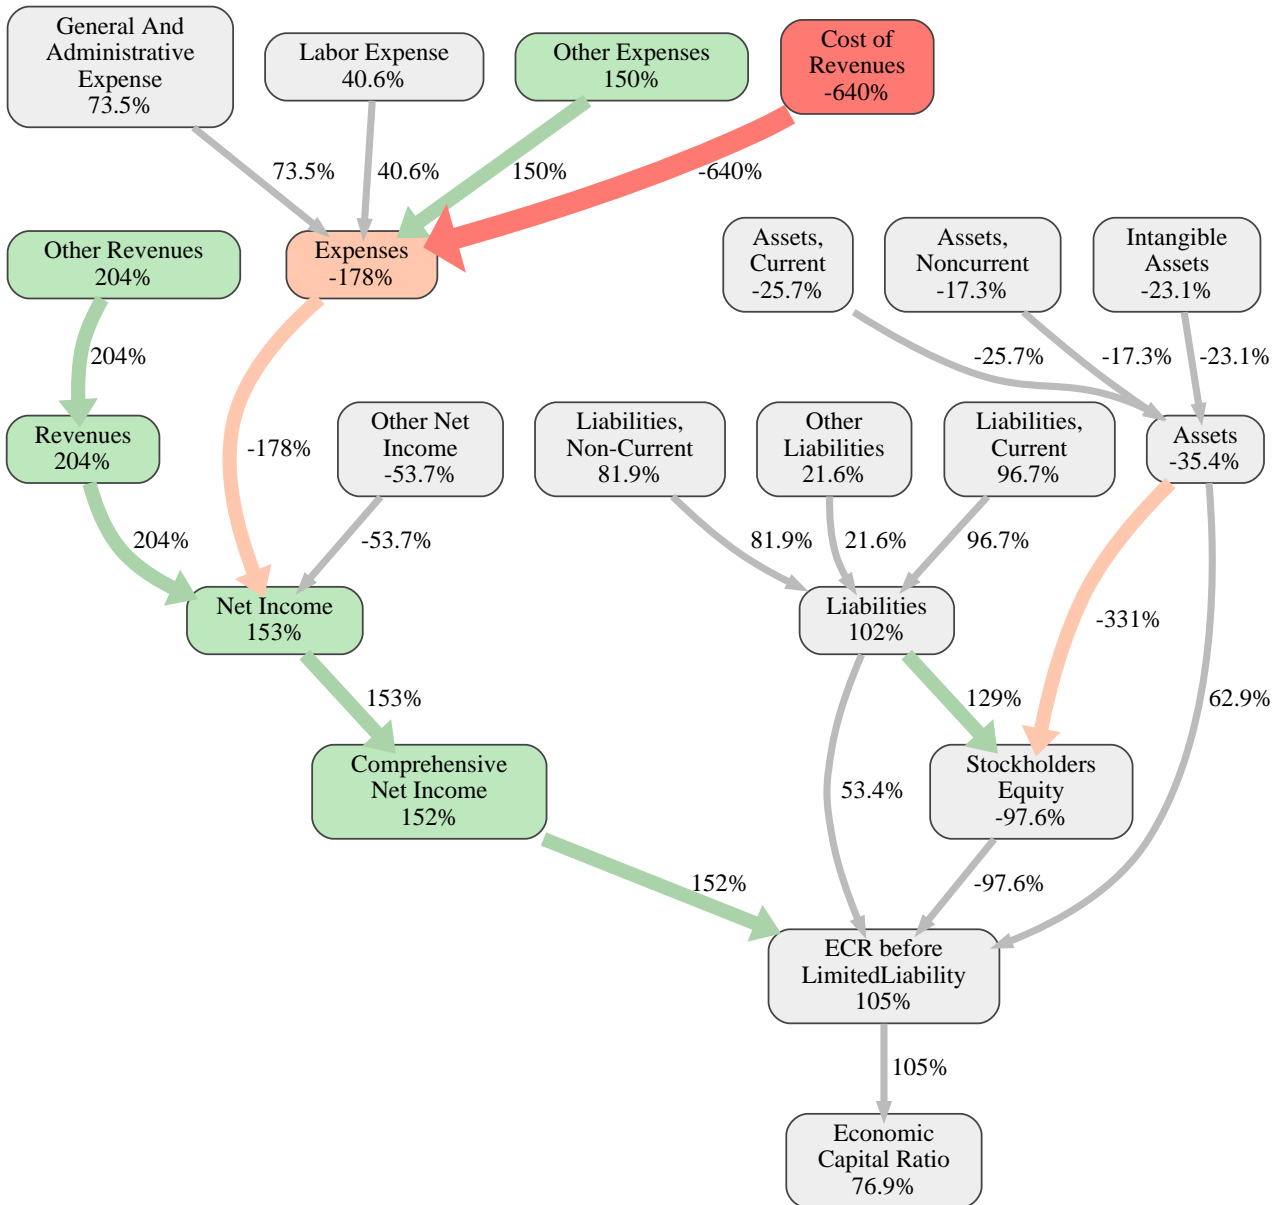 General And
Administrative
Expense
73.5%
Labor Expense
40.6%
Other Expenses
150%
Cost of
Revenues
-640%
73.5%
40.6%
150%
-640%
Other Revenues
204%
Expenses
-178%
Assets,
Current
-25.7%
Assets,
Noncurrent
-17.3%
Intangible
Assets
-23.1%
204%
-25.7%
-17.3%
-23.1%
Revenues
204%
-178%
Other Net
Income
-53.7%
Liabilities,
Non-Current
81.9%
Other
Liabilities
21.6%
Liabilities,
Current
96.7%
Assets
-35.4%
204%
-53.7%
81.9%
21.6%
96.7%
Net Income
153%
Liabilities
102%
-331%
153%
129%
62.9%
Comprehensive
Net Income
152%
53.4%
Stockholders
Equity
-97.6%
152%
-97.6%
ECR before
LimitedLiability
105%
105%
Economic
Capital Ratio
76.9%